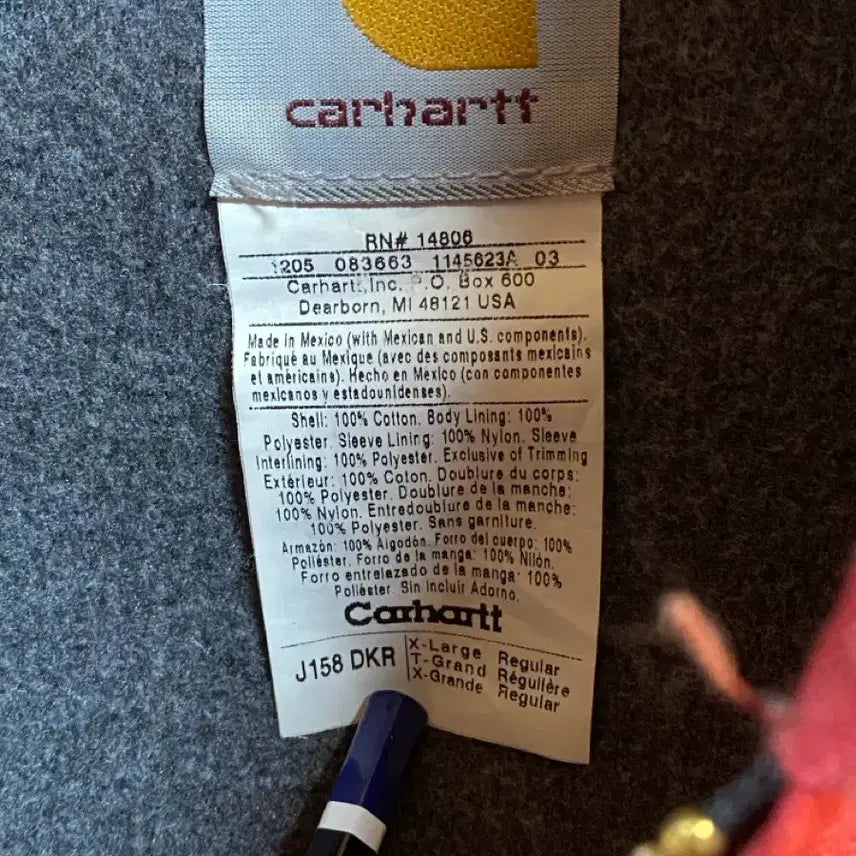 carhartt
RN# 14806
1205 083663 1145623A 03
Carhartt,Inc. P.O. Box 600
Dearborn, MI 48121 USA
Made in Mexico (with Mexican and U.S. components).
Fabriqué au Mexique (avec des composants mexicains
et américains). Hecho en Mexico (con componentes
mexicanos y estadounidenses).
Shell: 100% Cotton. Body Lining: 100%
Polyester. Sleeve Lining: 100% Nylon. Sleeve
Interlining: 100% Polyester. Exclusive of Trimming
Extérieur: 100% Coton. Doublure du corps:
100% Polyester. Doublure de la manche:
100% Nylon. Entredoublure de la manche:
100% Polyester. Sans garniture.
Armazón: 100% Algodón. Forro del cuerpo: 100%
Poliéster. Forro de la manga: 100% Nilón.
Forro entrelazado de la manga: 100%
Poliéster. Sin incluir Adorno.
Carhartt
J158 DKR
X-Large Regular
T-Grand Régulière
X-Grande Regular